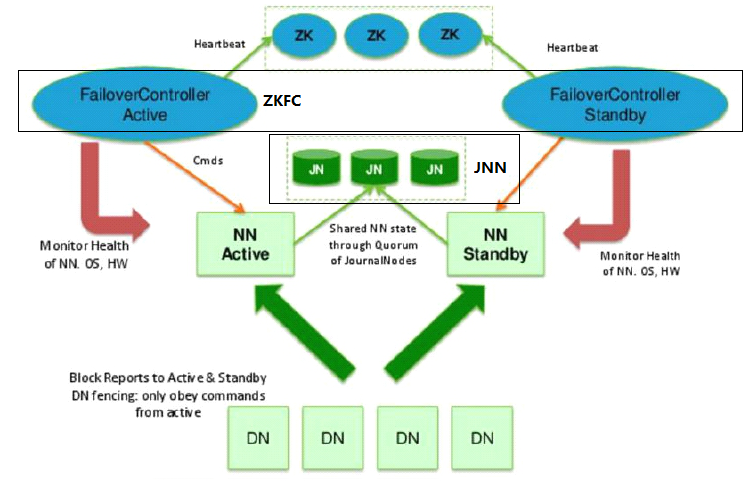 ZK
ZK
ZK
Heartbeat
Heartbeat
FailoverController
Active
ZKFC
FailoverController
Standby
Cmds
JN
JN
JN
JNN
NN
Active
Shared NN state
through Quorum
of JournalNodes
NN
Standby
Monitor Health
of NN. OS, HW
Monitor Health
of NN. OS, HW
Block Reports to Active & Standby
DN fencing: only obey commands
from active
DN
DN
DN
DN